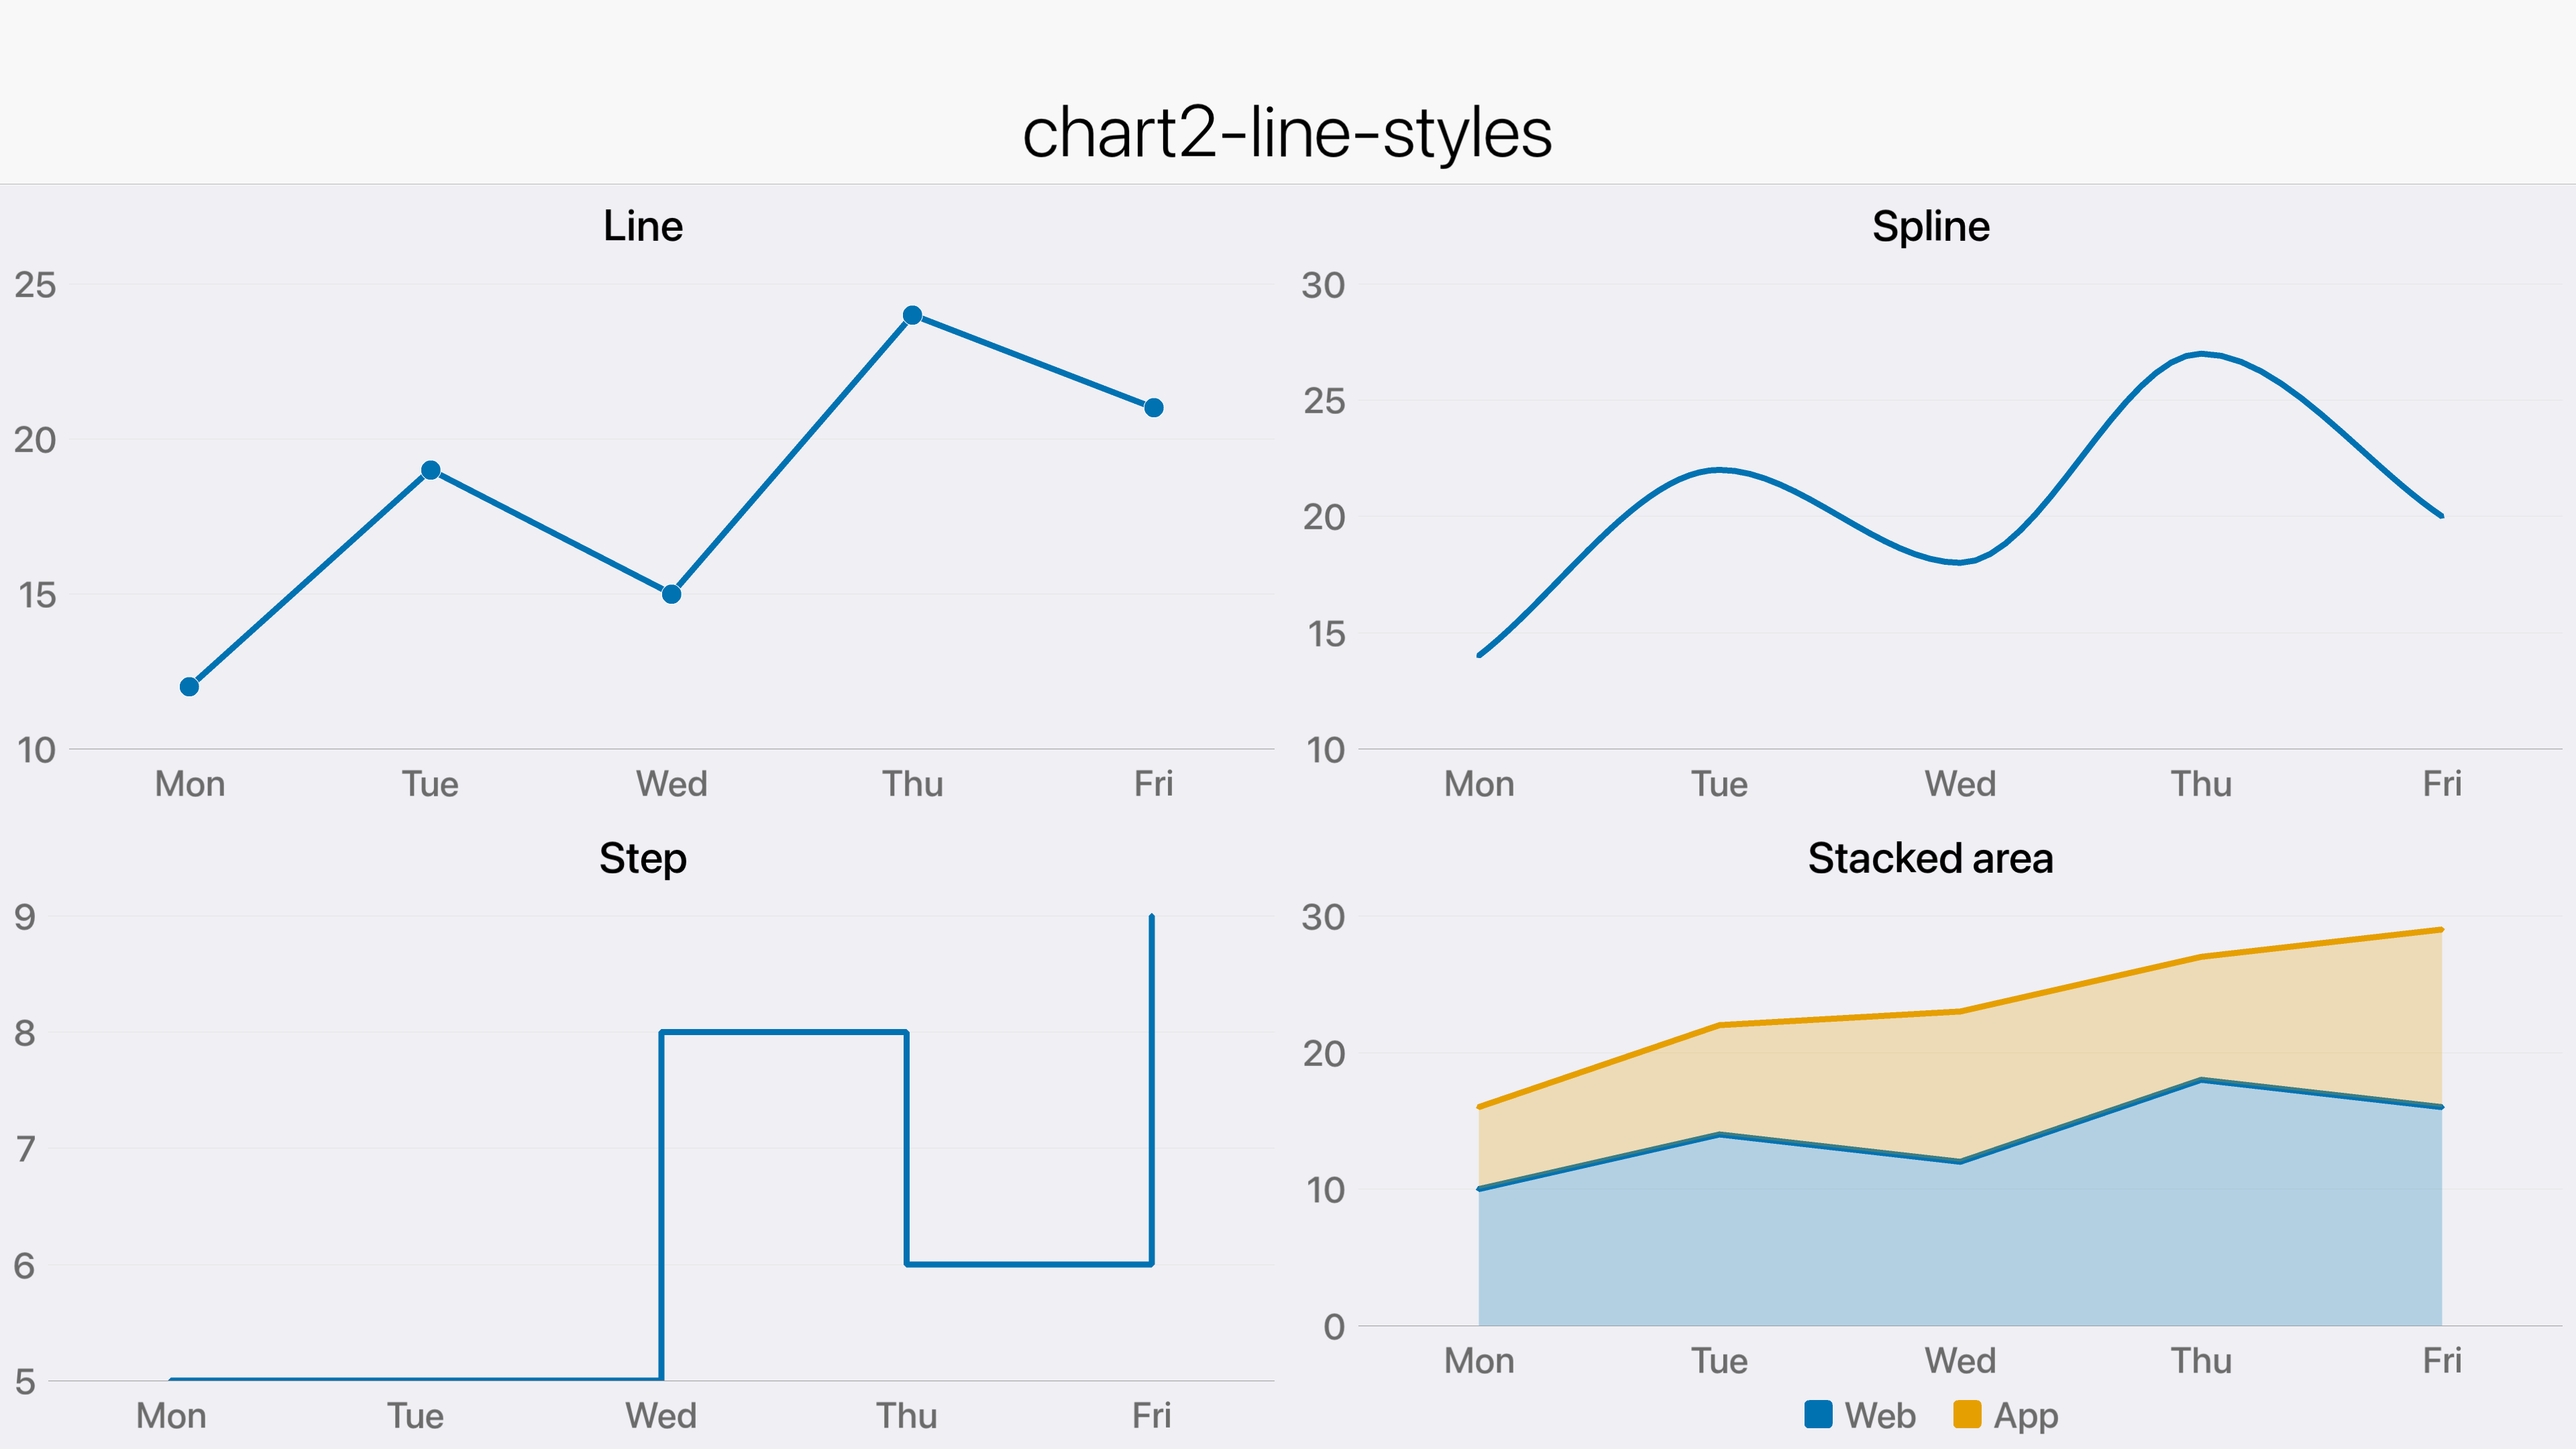 chart2-line-styles
Line
25
20
15
10
Mon Tue Wed Thu Fri
Spline
30
25
20
15
10
Mon Tue Wed Thu Fri
Step
9
8
7
6
5
Mon Tue Wed Thu Fri
Stacked area
30
20
10
0
Mon Tue Wed Thu Fri
Web App